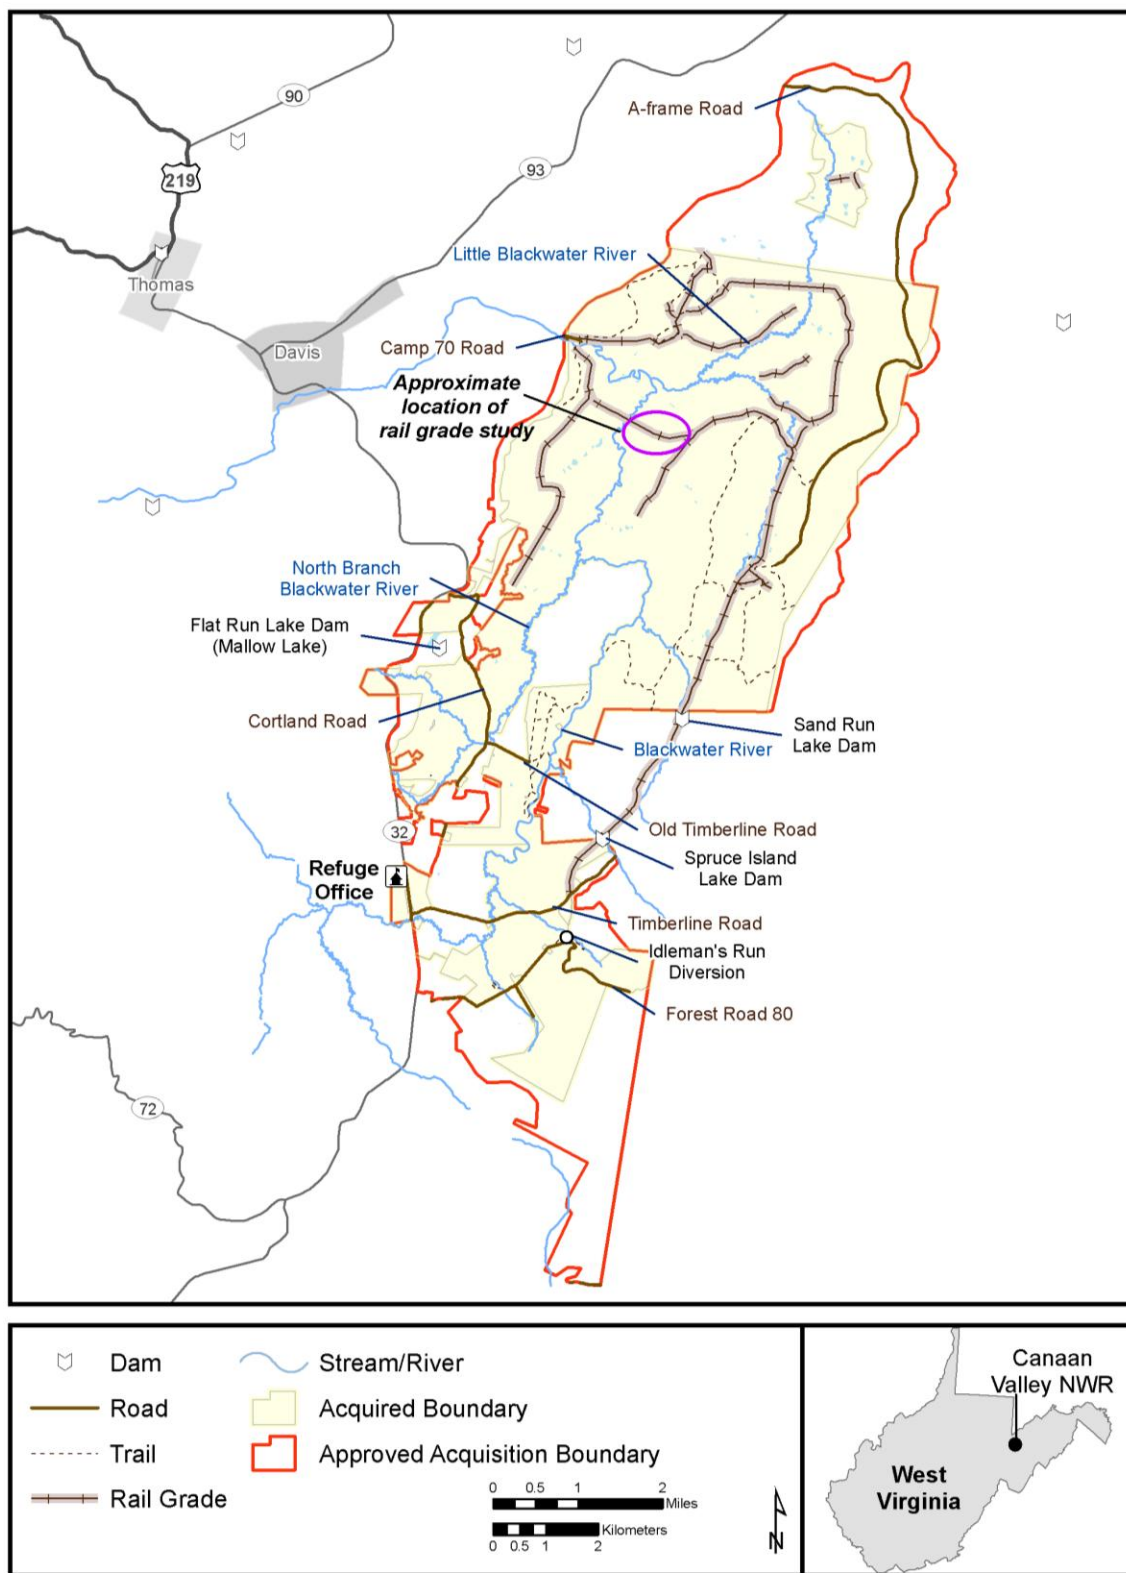 A-frame Road
90
219
93
Thomas
Little Blackwater River
Camp 70 Road
Davis
Approximate
location of
rail grade study
North Branch
Blackwater River
Flat Run Lake Dam
(Mallow Lake)
Cortland Road
Blackwater River
Sand Run
Lake Dam
32
Old Timberline Road
Spruce Island
Lake Dam
Refuge
Office
Timberline Road
Idleman's Run
Diversion
Forest Road 80
72
Dam
Road
Trail
Rail Grade
Stream/River
Acquired Boundary
Approved Acquisition Boundary
0 0.5 1 2
Miles
Kilometers
0 0.5 1 2
N
Canaan
Valley NWR
West
Virginia